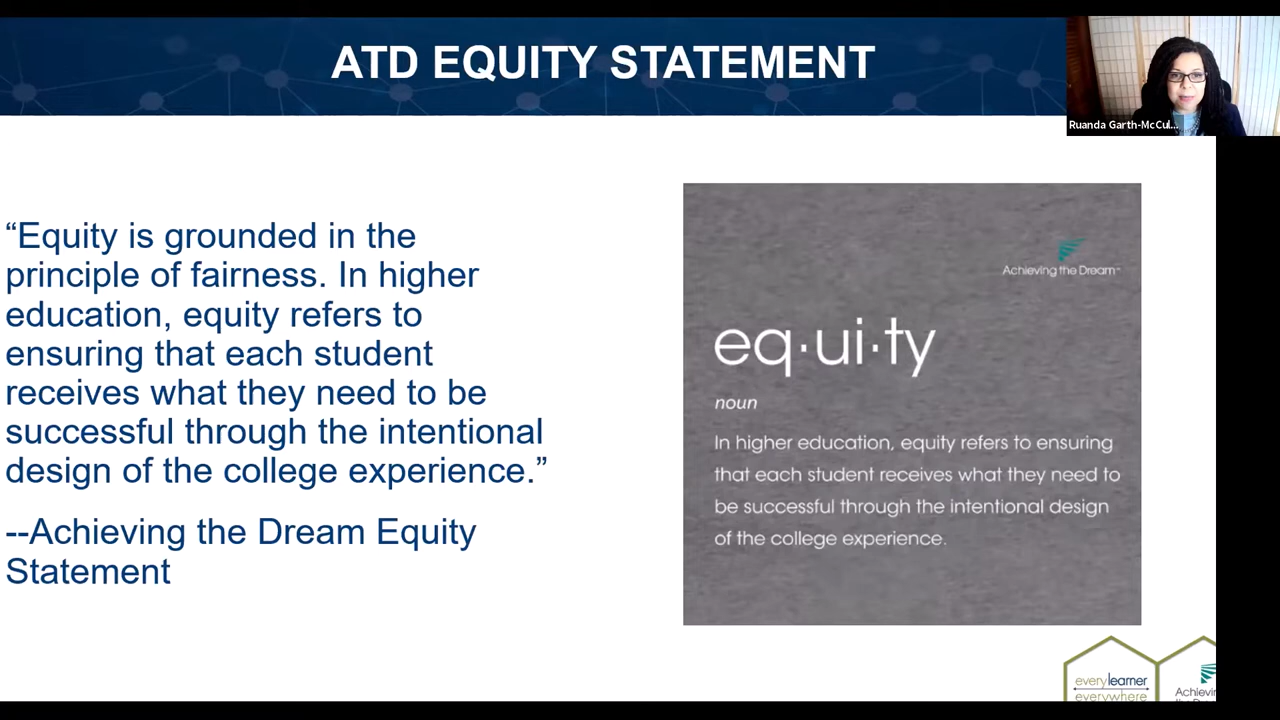 ATD EQUITY STATEMENT
Ruanda Garth-McCul...
“Equity is grounded in the
principle of fairness. In higher
education, equity refers to
ensuring that each student
receives what they need to be
successful through the intentional
design of the college experience.”
--Achieving the Dream Equity
Statement
Achieving the Dream™
eq·ui·ty
noun
In higher education, equity refers to ensuring
that each student receives what they need to
be successful through the intentional design
of the college experience.
everylearner
everywhere